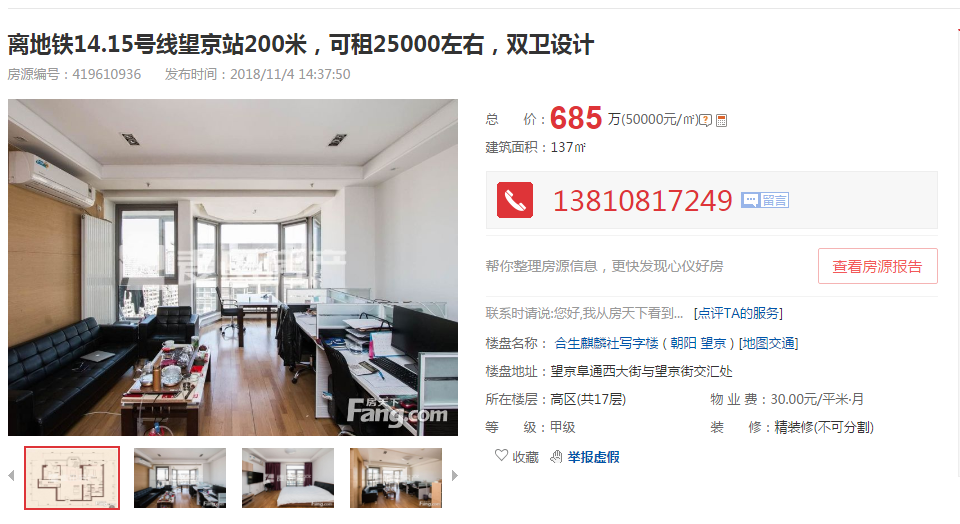 离地铁14.15号线望京站200米，可租25000左右，双卫设计
房源编号：419610936 发布时间：2018/11/4 14:37:50
总 价：685 万(50000元/㎡)
建筑面积：137㎡
13810817249 留言
帮你整理房源信息，更快发现心仪好房 查看房源报告
联系时请说:您好,我从房天下看到... [点评TA的服务]
楼盘名称： 合生麒麟社写字楼（朝阳 望京）[地图交通]
楼盘地址：望京阜通西大街与望京街交汇处
所在楼层：高区(共17层) 物 业 费：30.00元/平米·月
等 级：甲级 装 修：精装修(不可分割)
收藏 举报虚假
房天下
Fang.com